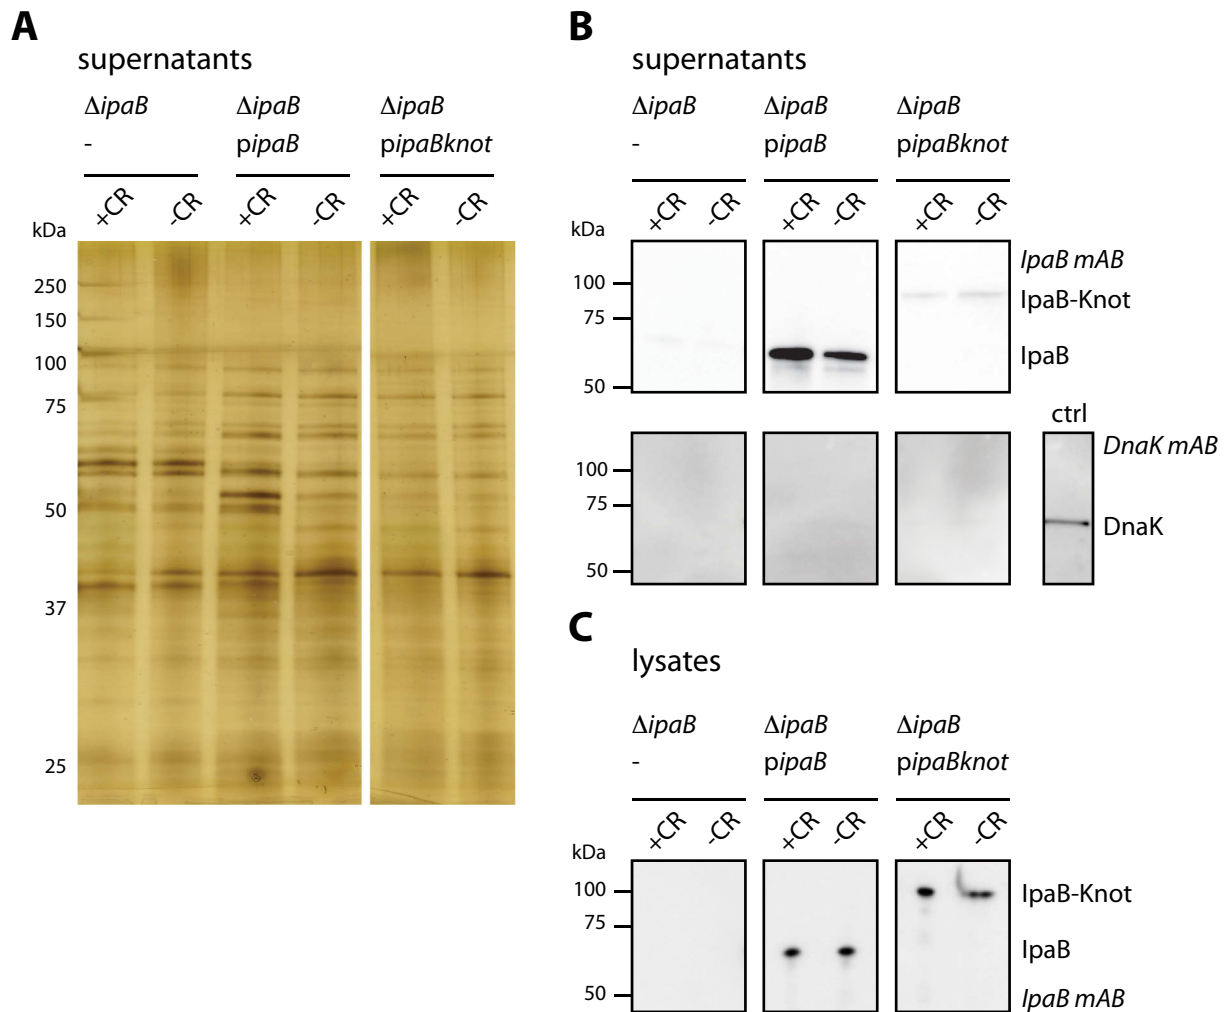 A
supernatants
ΔipaB ΔipaB ΔipaB
- pipaB pipaBknot
+CR -CR +CR -CR +CR -CR
kDa
250
150
100
75
50
37
25
B
supernatants
ΔipaB ΔipaB ΔipaB
- pipaB pipaBknot
+CR -CR +CR -CR +CR -CR
kDa
IpaB mAB
100 IpaB-Knot
75
IpaB
50
ctrl
DnaK mAB
100
75
DnaK
50
C
lysates
ΔipaB ΔipaB ΔipaB
- pipaB pipaBknot
+CR -CR +CR -CR +CR -CR
kDa
100 IpaB-Knot
75
IpaB
50 IpaB mAB